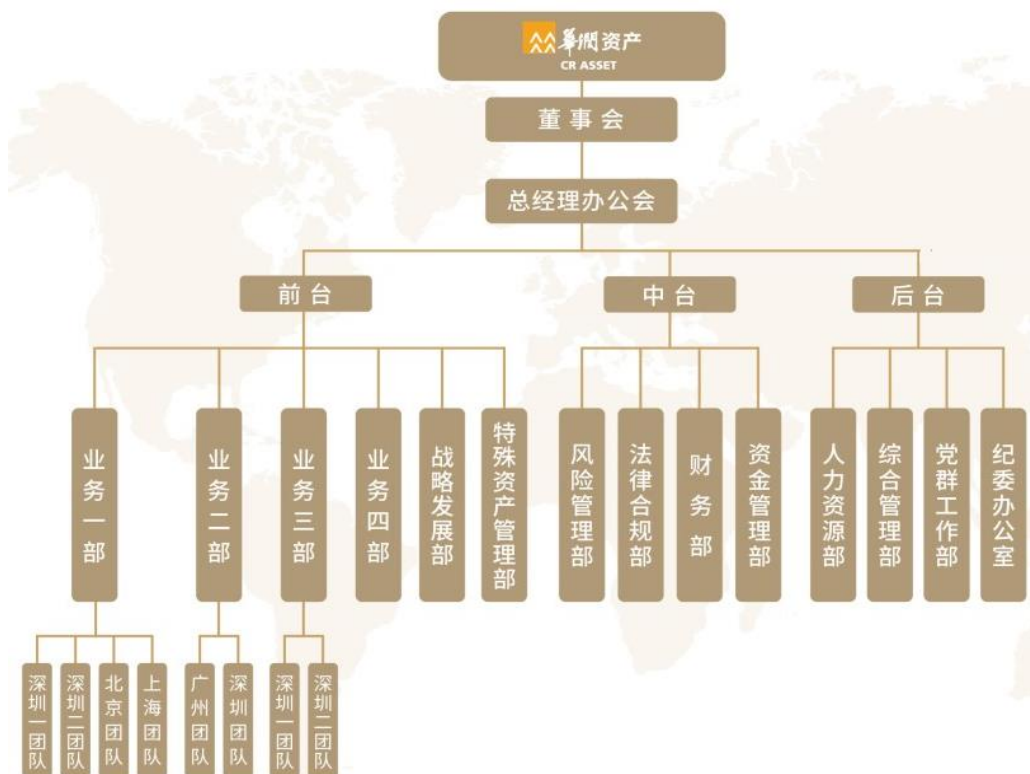 華润资产
CR ASSET
董事会
总经理办公会
前台
中台
后台
业务一部
业务二部
业务三部
业务四部
战略发展部
特殊资产管理部
风险管理部
法律合规部
财务部
资金管理部
人力资源部
综合管理部
党群工作部
纪委办公室
深圳一团队
深圳二团队
北京团队
上海团队
广州团队
深圳团队
深圳一团队
深圳二团队